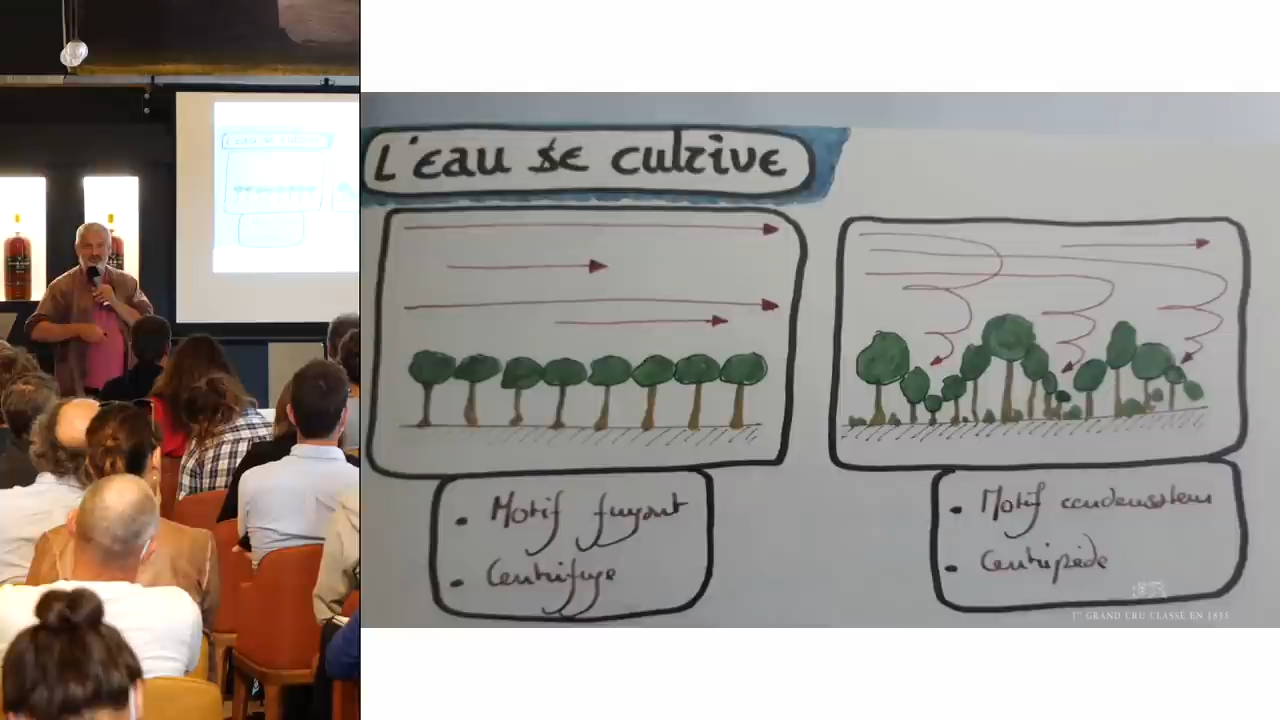 L'eau se cultive
• Motif fuyant
• Centrifuge
• Motif condensateur
• Centripède
1ER GRAND CRU CLASSÉ EN 1855